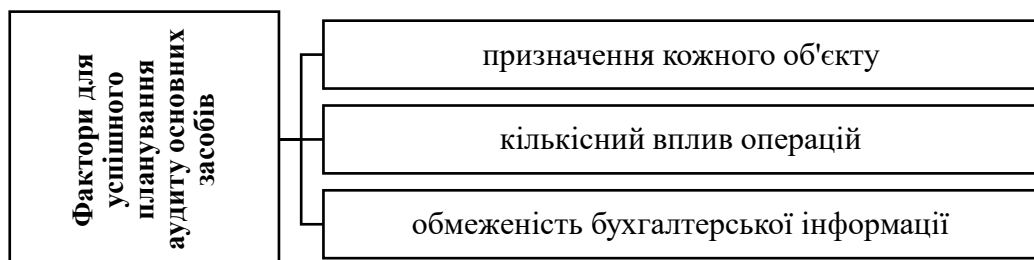 Фактори для
успішного
планування
аудиту основних
засобів
призначення кожного об'єкту
кількісний вплив операцій
обмеженість бухгалтерської інформації